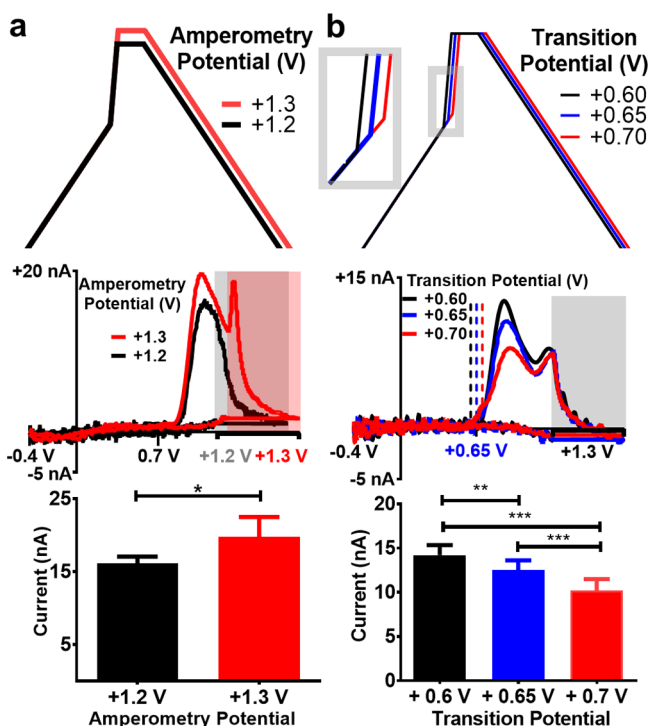 a
Amperometry
Potential (V)
+1.3
+1.2
b
Transition
Potential (V)
+0.60
+0.65
+0.70
+20 nA
Amperometry
Potential (V)
+1.3
+1.2
-0.4 V
0.7 V
+1.2 V
+1.3 V
-5 nA
+15 nA
Transition Potential (V)
+0.60
+0.65
+0.70
-0.4 V
+0.65 V
+1.3 V
-5 nA
Current (nA)
25
15
5
*
+1.2 V
+1.3 V
Amperometry Potential
Current (nA)
20
15
10
5
0
**
***
***
+ 0.6 V
+ 0.65 V
+ 0.7 V
Transition Potential